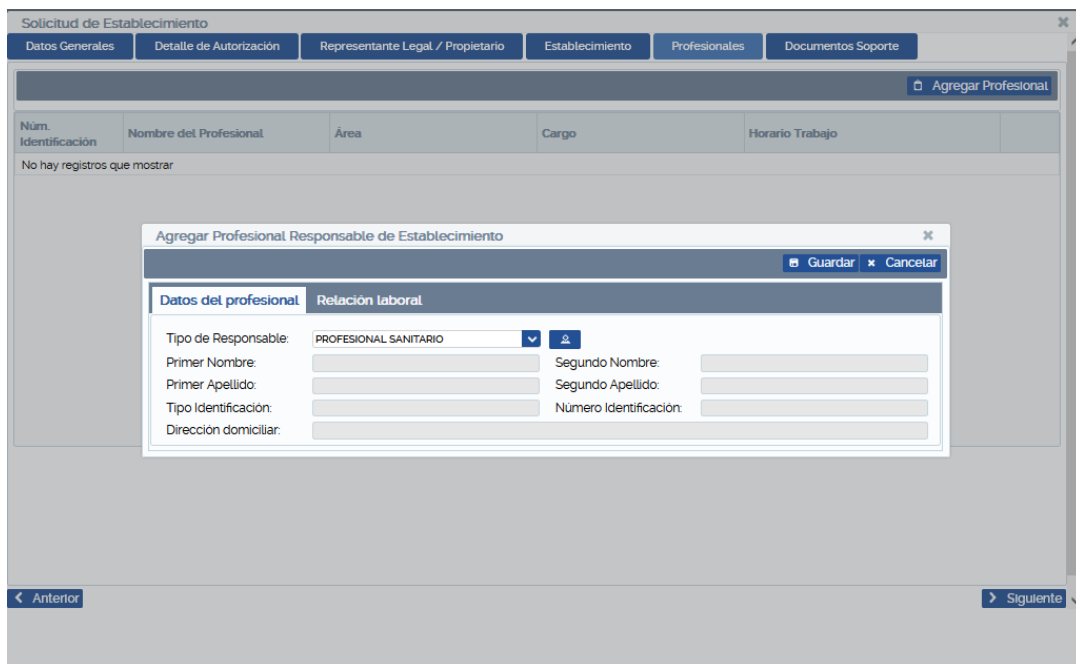 Solicitud de Establecimiento
Datos Generales Detalle de Autorización Representante Legal / Propietario Establecimiento Profesionales Documentos Soporte
Agregar Profesional
Núm. Identificación Nombre del Profesional Área Cargo Horario Trabajo
No hay registros que mostrar
Agregar Profesional Responsable de Establecimiento
Guardar Cancelar
Datos del profesional Relación laboral
Tipo de Responsable: PROFESIONAL SANITARIO
Primer Nombre: Segundo Nombre:
Primer Apellido: Segundo Apellido:
Tipo Identificación: Número Identificación:
Dirección domiciliar:
Anterior Siguiente